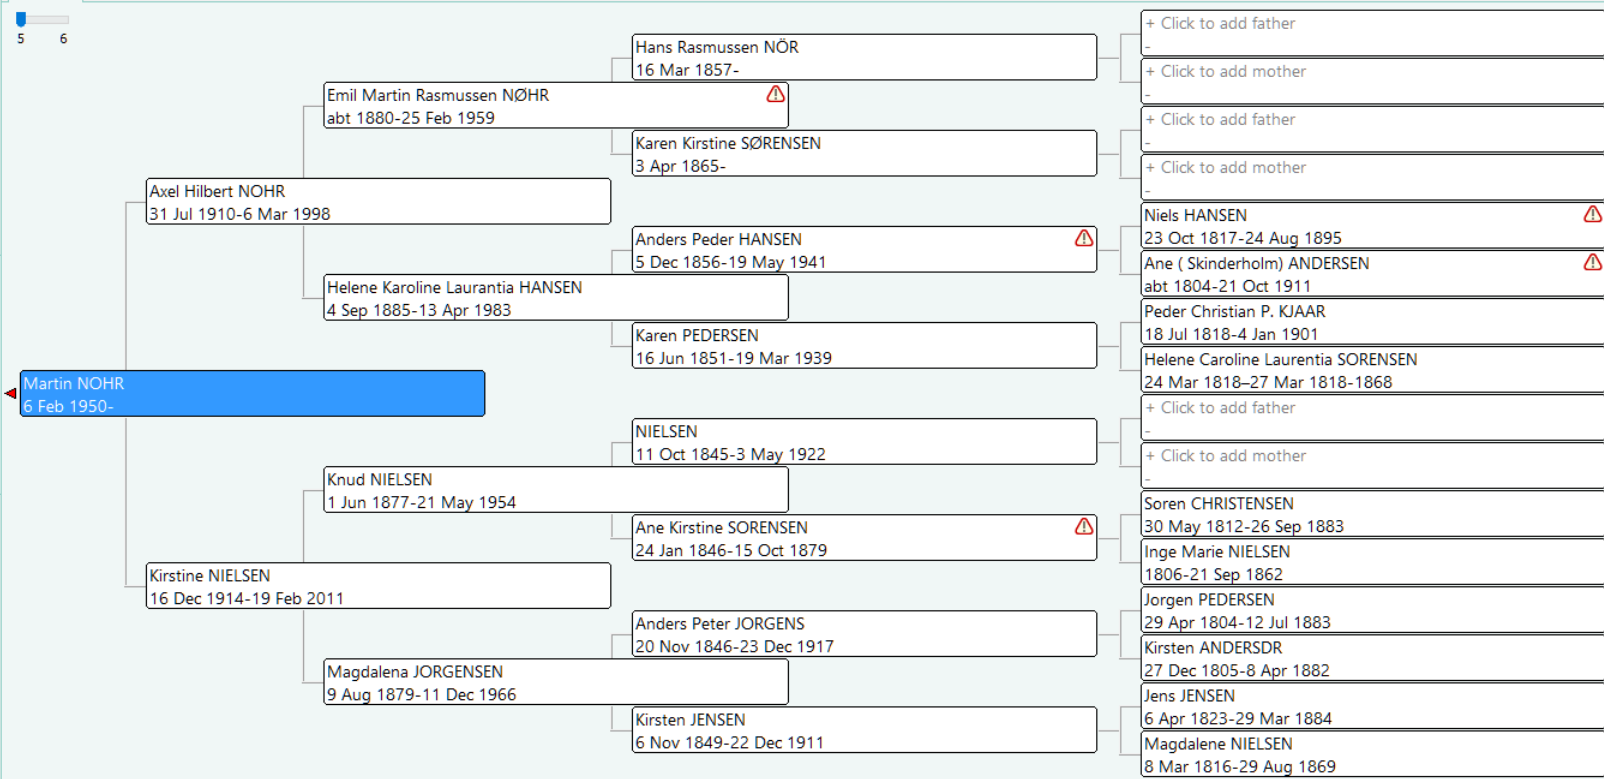 5 6
+ Click to add father
-
+ Click to add mother
-
+ Click to add father
-
+ Click to add mother
-
Hans Rasmussen NÖR
16 Mar 1857-
Emil Martin Rasmussen NØHR
abt 1880-25 Feb 1959
Karen Kirstine SØRENSEN
3 Apr 1865-
Axel Hilbert NOHR
31 Jul 1910-6 Mar 1998
Niels HANSEN
23 Oct 1817-24 Aug 1895
Anders Peder HANSEN
5 Dec 1856-19 May 1941
Ane ( Skinderholm) ANDERSEN
abt 1804-21 Oct 1911
Helene Karoline Laurantia HANSEN
4 Sep 1885-13 Apr 1983
Peder Christian P. KJAAR
18 Jul 1818-4 Jan 1901
Karen PEDERSEN
16 Jun 1851-19 Mar 1939
Helene Caroline Laurentia SORENSEN
24 Mar 1818–27 Mar 1818-1868
Martin NOHR
6 Feb 1950-
+ Click to add father
-
NIELSEN
11 Oct 1845-3 May 1922
+ Click to add mother
-
Knud NIELSEN
1 Jun 1877-21 May 1954
Soren CHRISTENSEN
30 May 1812-26 Sep 1883
Ane Kirstine SORENSEN
24 Jan 1846-15 Oct 1879
Inge Marie NIELSEN
1806-21 Sep 1862
Kirstine NIELSEN
16 Dec 1914-19 Feb 2011
Jorgen PEDERSEN
29 Apr 1804-12 Jul 1883
Anders Peter JORGENS
20 Nov 1846-23 Dec 1917
Kirsten ANDERSDR
27 Dec 1805-8 Apr 1882
Magdalena JORGENSEN
9 Aug 1879-11 Dec 1966
Jens JENSEN
6 Apr 1823-29 Mar 1884
Kirsten JENSEN
6 Nov 1849-22 Dec 1911
Magdalene NIELSEN
8 Mar 1816-29 Aug 1869